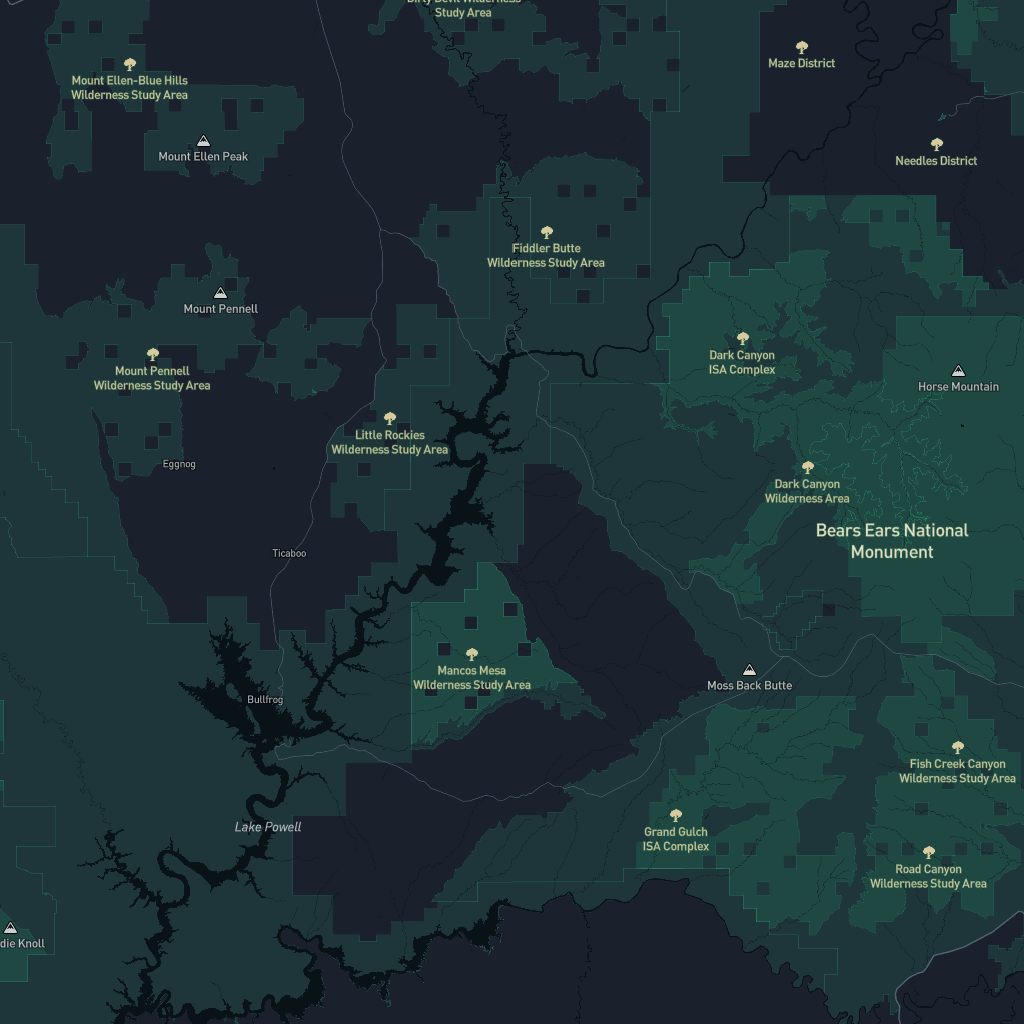 Dirty Devil Wilderness
Study Area
Maze District
Mount Ellen-Blue Hills
Wilderness Study Area
Mount Ellen Peak
Needles District
Fiddler Butte
Wilderness Study Area
Mount Pennell
Dark Canyon
ISA Complex
Mount Pennell
Wilderness Study Area
Horse Mountain
Little Rockies
Wilderness Study Area
Eggnog
Dark Canyon
Wilderness Area
Bears Ears National
Monument
Ticaboo
Mancos Mesa
Wilderness Study Area
Moss Back Butte
Bullfrog
Fish Creek Canyon
Wilderness Study Area
Lake Powell
Grand Gulch
ISA Complex
Road Canyon
Wilderness Study Area
die Knoll